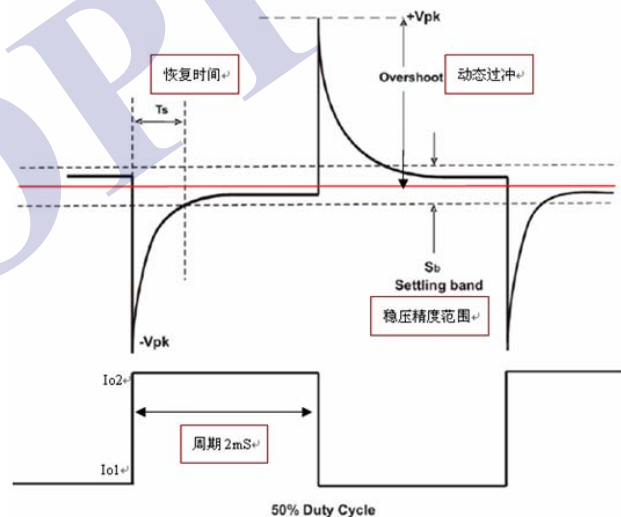 +Vpk
恢复时间
Overshoot
动态过冲
Ts
Sb
Settling band
稳压精度范围
-Vpk
Io2
周期 2mS
Io1
50% Duty Cycle